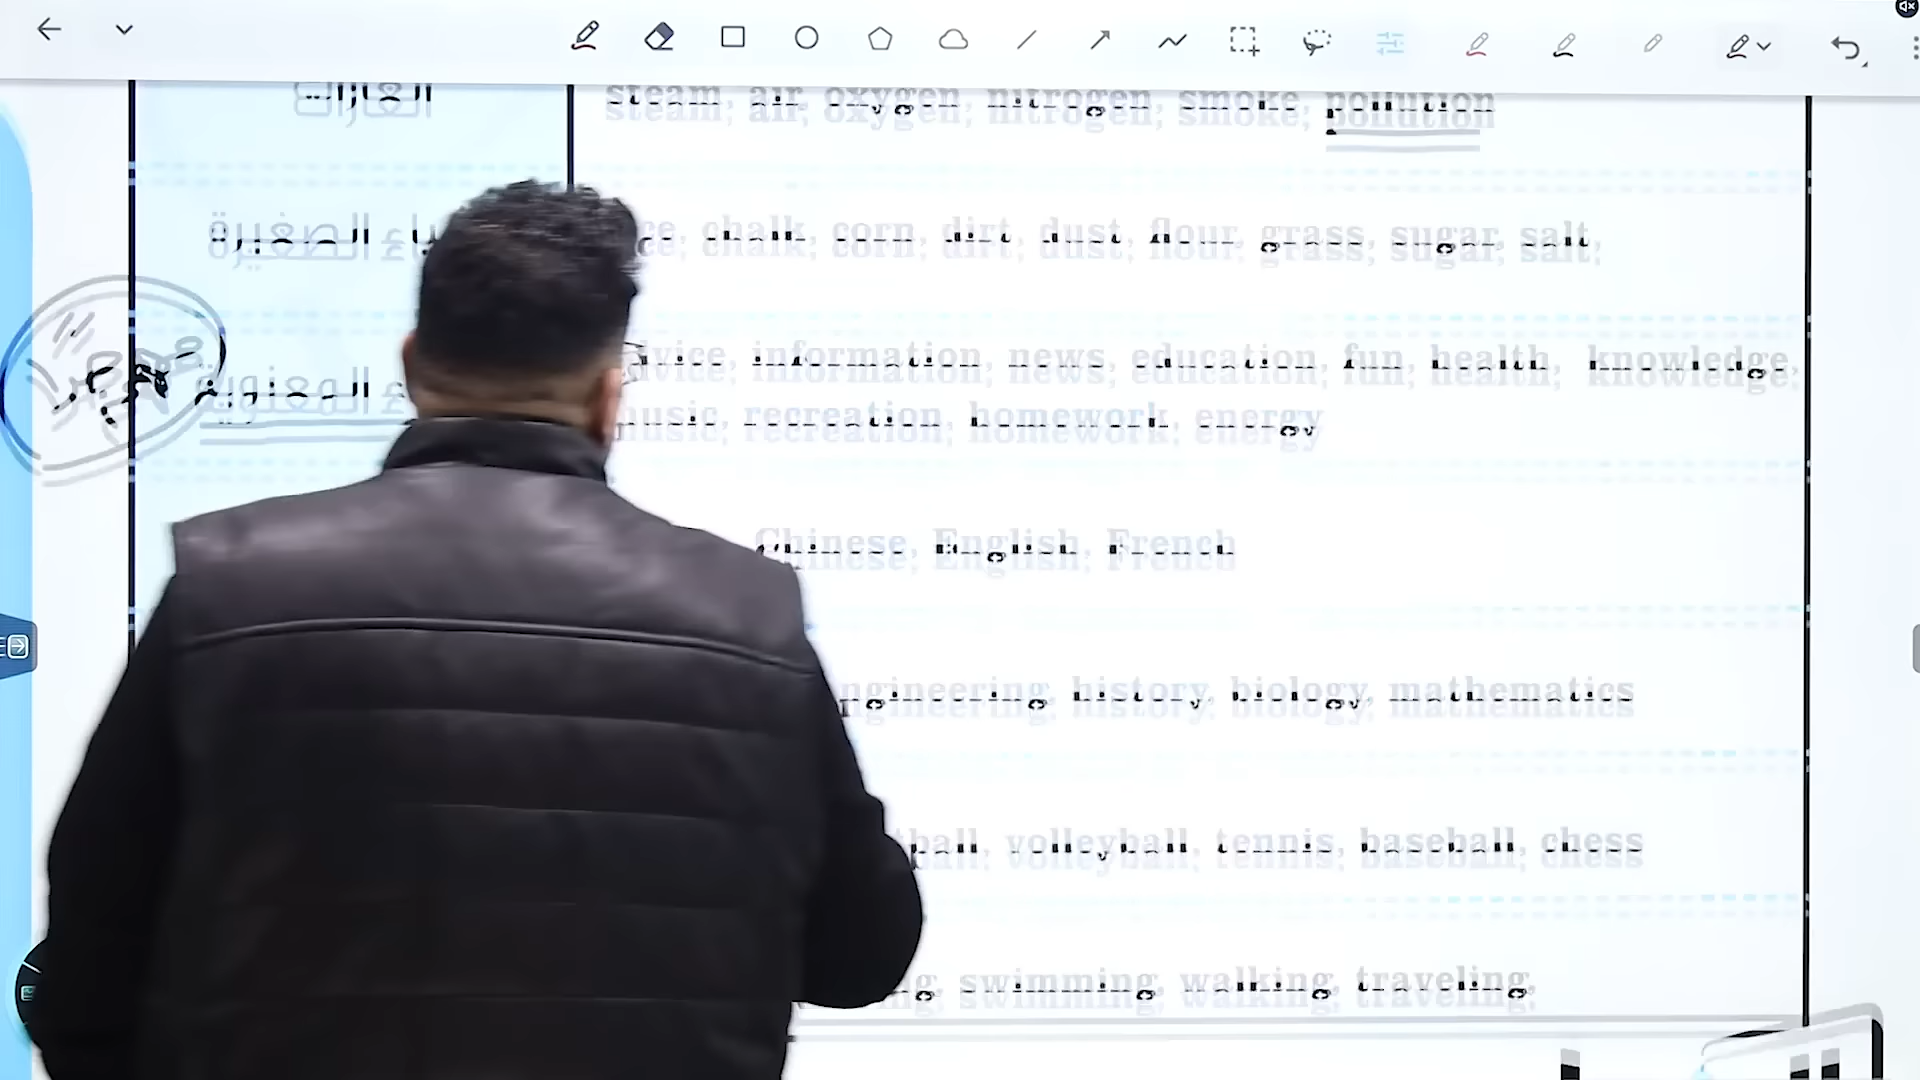 الغازات steam, air, oxygen, nitrogen, smoke, pollution
الصغيرة chalk, corn, dirt, dust, flour, grass, sugar, salt,
المعنوية information, news, education, fun, health, knowledge,
recreation, homework, energy
Chinese, English, French
history, biology, mathematics
volleyball, tennis, baseball, chess
swimming, walking, traveling,